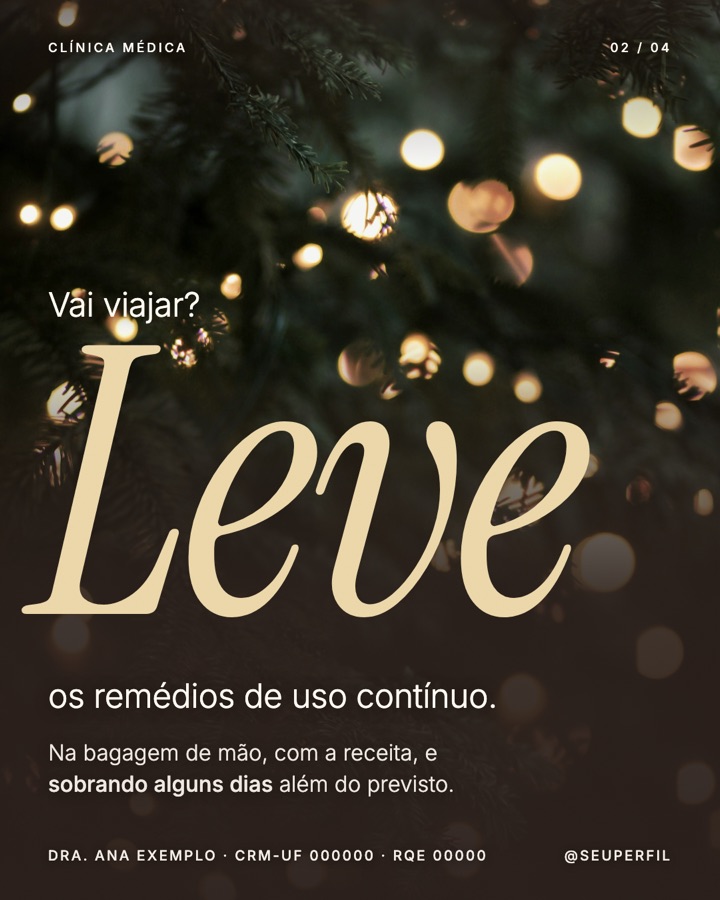 CLÍNICA MÉDICA
02 / 04
Vai viajar?
Leve
os remédios de uso contínuo.
Na bagagem de mão, com a receita, e
sobrando alguns dias além do previsto.
DRA. ANA EXEMPLO · CRM-UF 000000 · RQE 00000
@SEUPERFIL